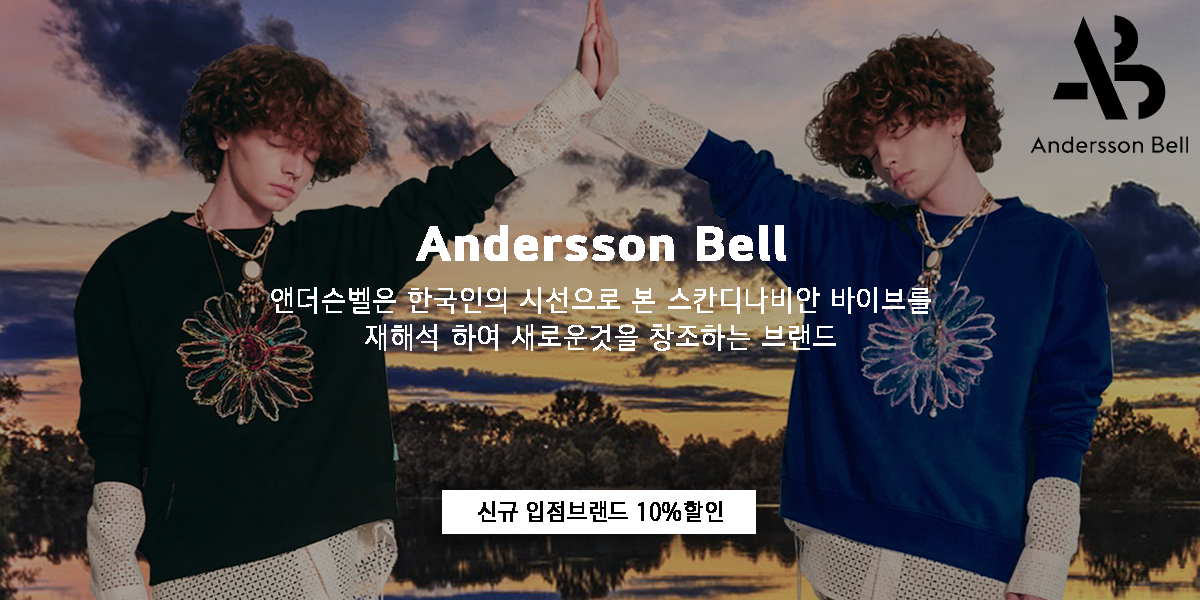 AB
Andersson Bell
Andersson Bell
앤더슨벨은 한국인의 시선으로 본 스칸디나비안 바이브를
재해석 하여 새로운것을 창조하는 브랜드
신규 입점브랜드 10%할인